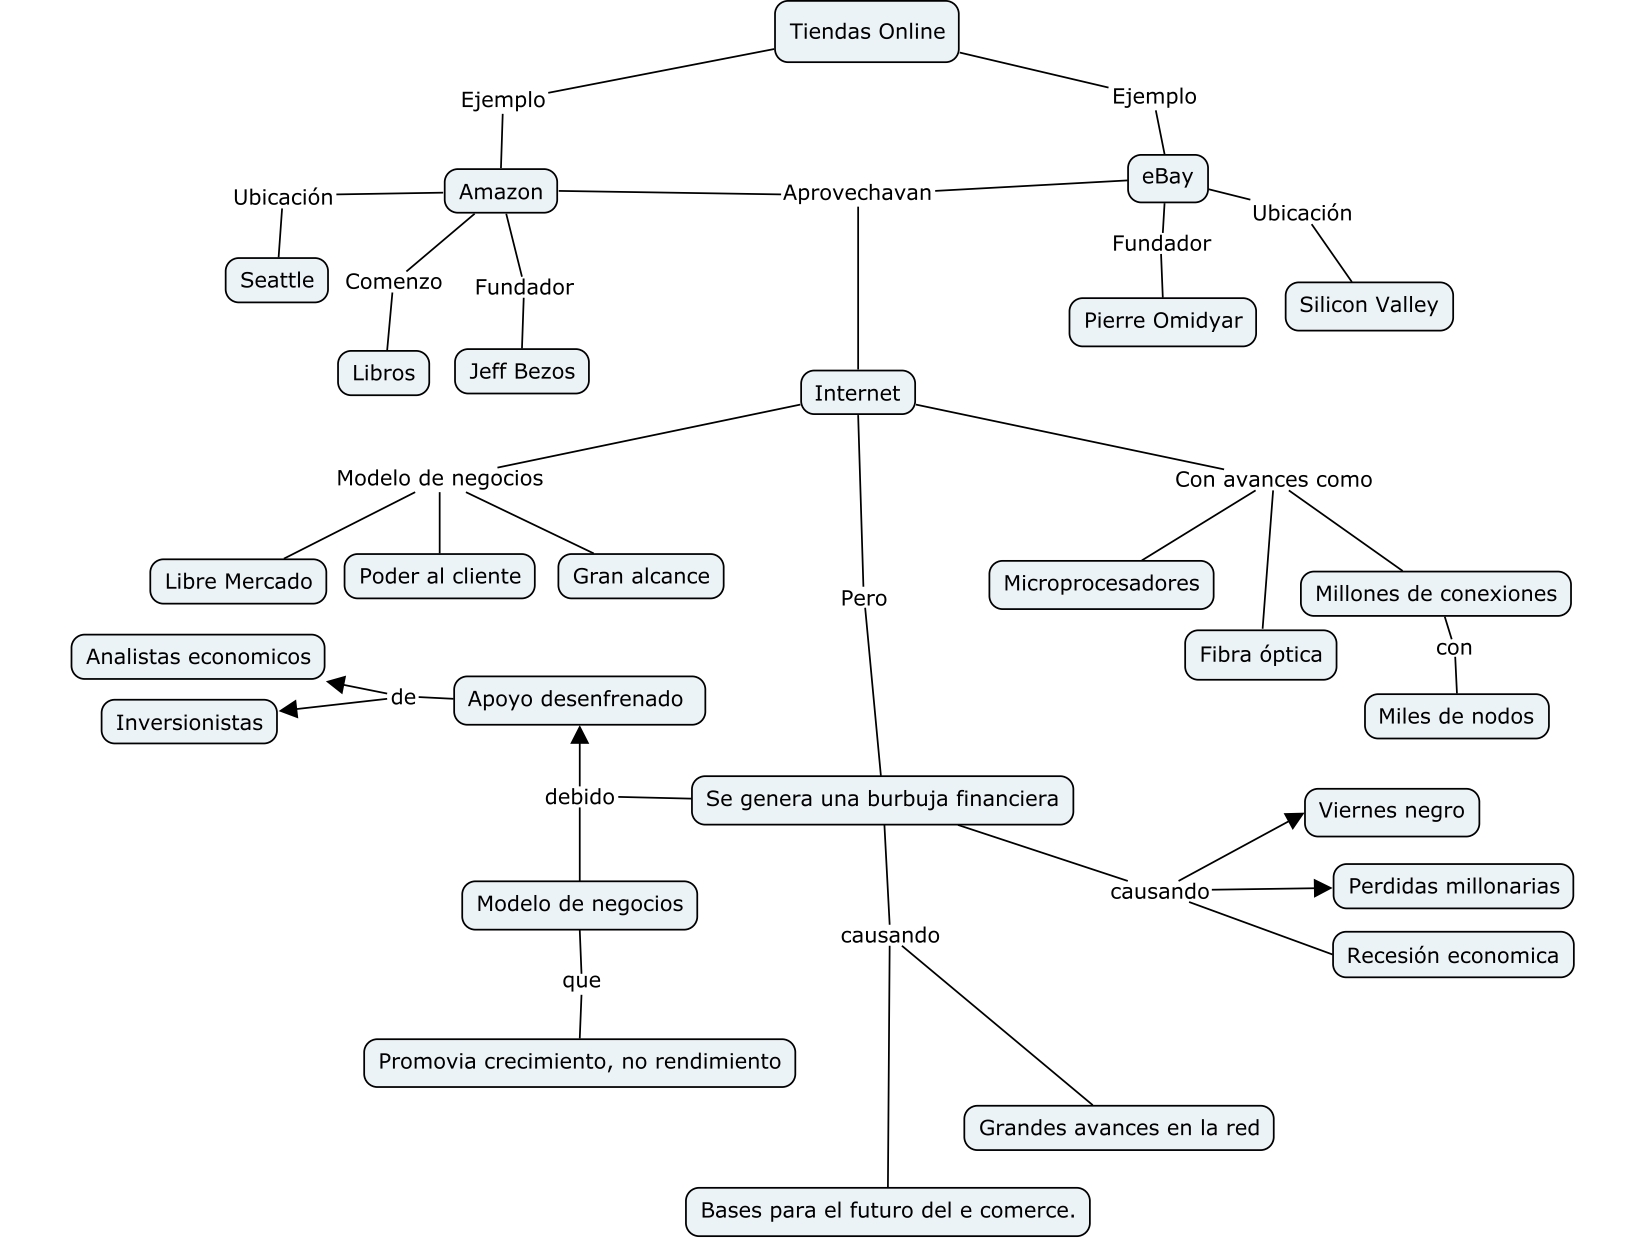 Tiendas Online
Ejemplo
Ejemplo
Amazon
Aprovechavan
eBay
Ubicación
Ubicación
Seattle
Comenzo
Fundador
Fundador
Silicon Valley
Pierre Omidyar
Libros
Jeff Bezos
Internet
Modelo de negocios
Con avances como
Libre Mercado
Poder al cliente
Gran alcance
Microprocesadores
Millones de conexiones
Pero
Fibra óptica
con
Miles de nodos
Analistas economicos
de
Apoyo desenfrenado
Inversionistas
debido
Se genera una burbuja financiera
Viernes negro
causando
Perdidas millonarias
Recesión economica
Modelo de negocios
causando
que
Promovia crecimiento, no rendimiento
Grandes avances en la red
Bases para el futuro del e comerce.